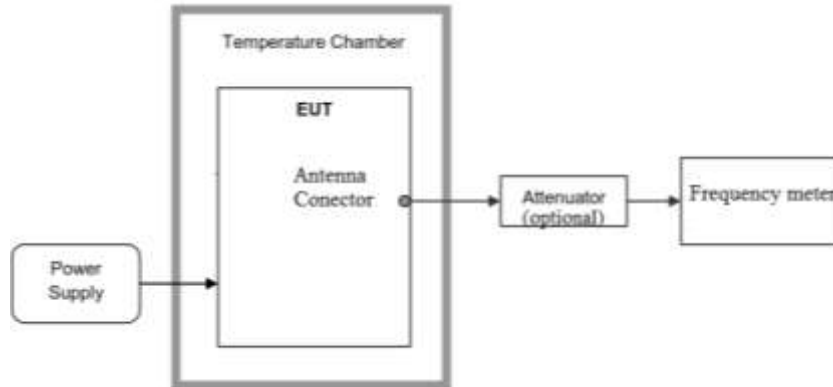 Temperature Chamber
EUT
Antenna
Conector
Attenuator
(optional)
Frequency meter
Power
Supply